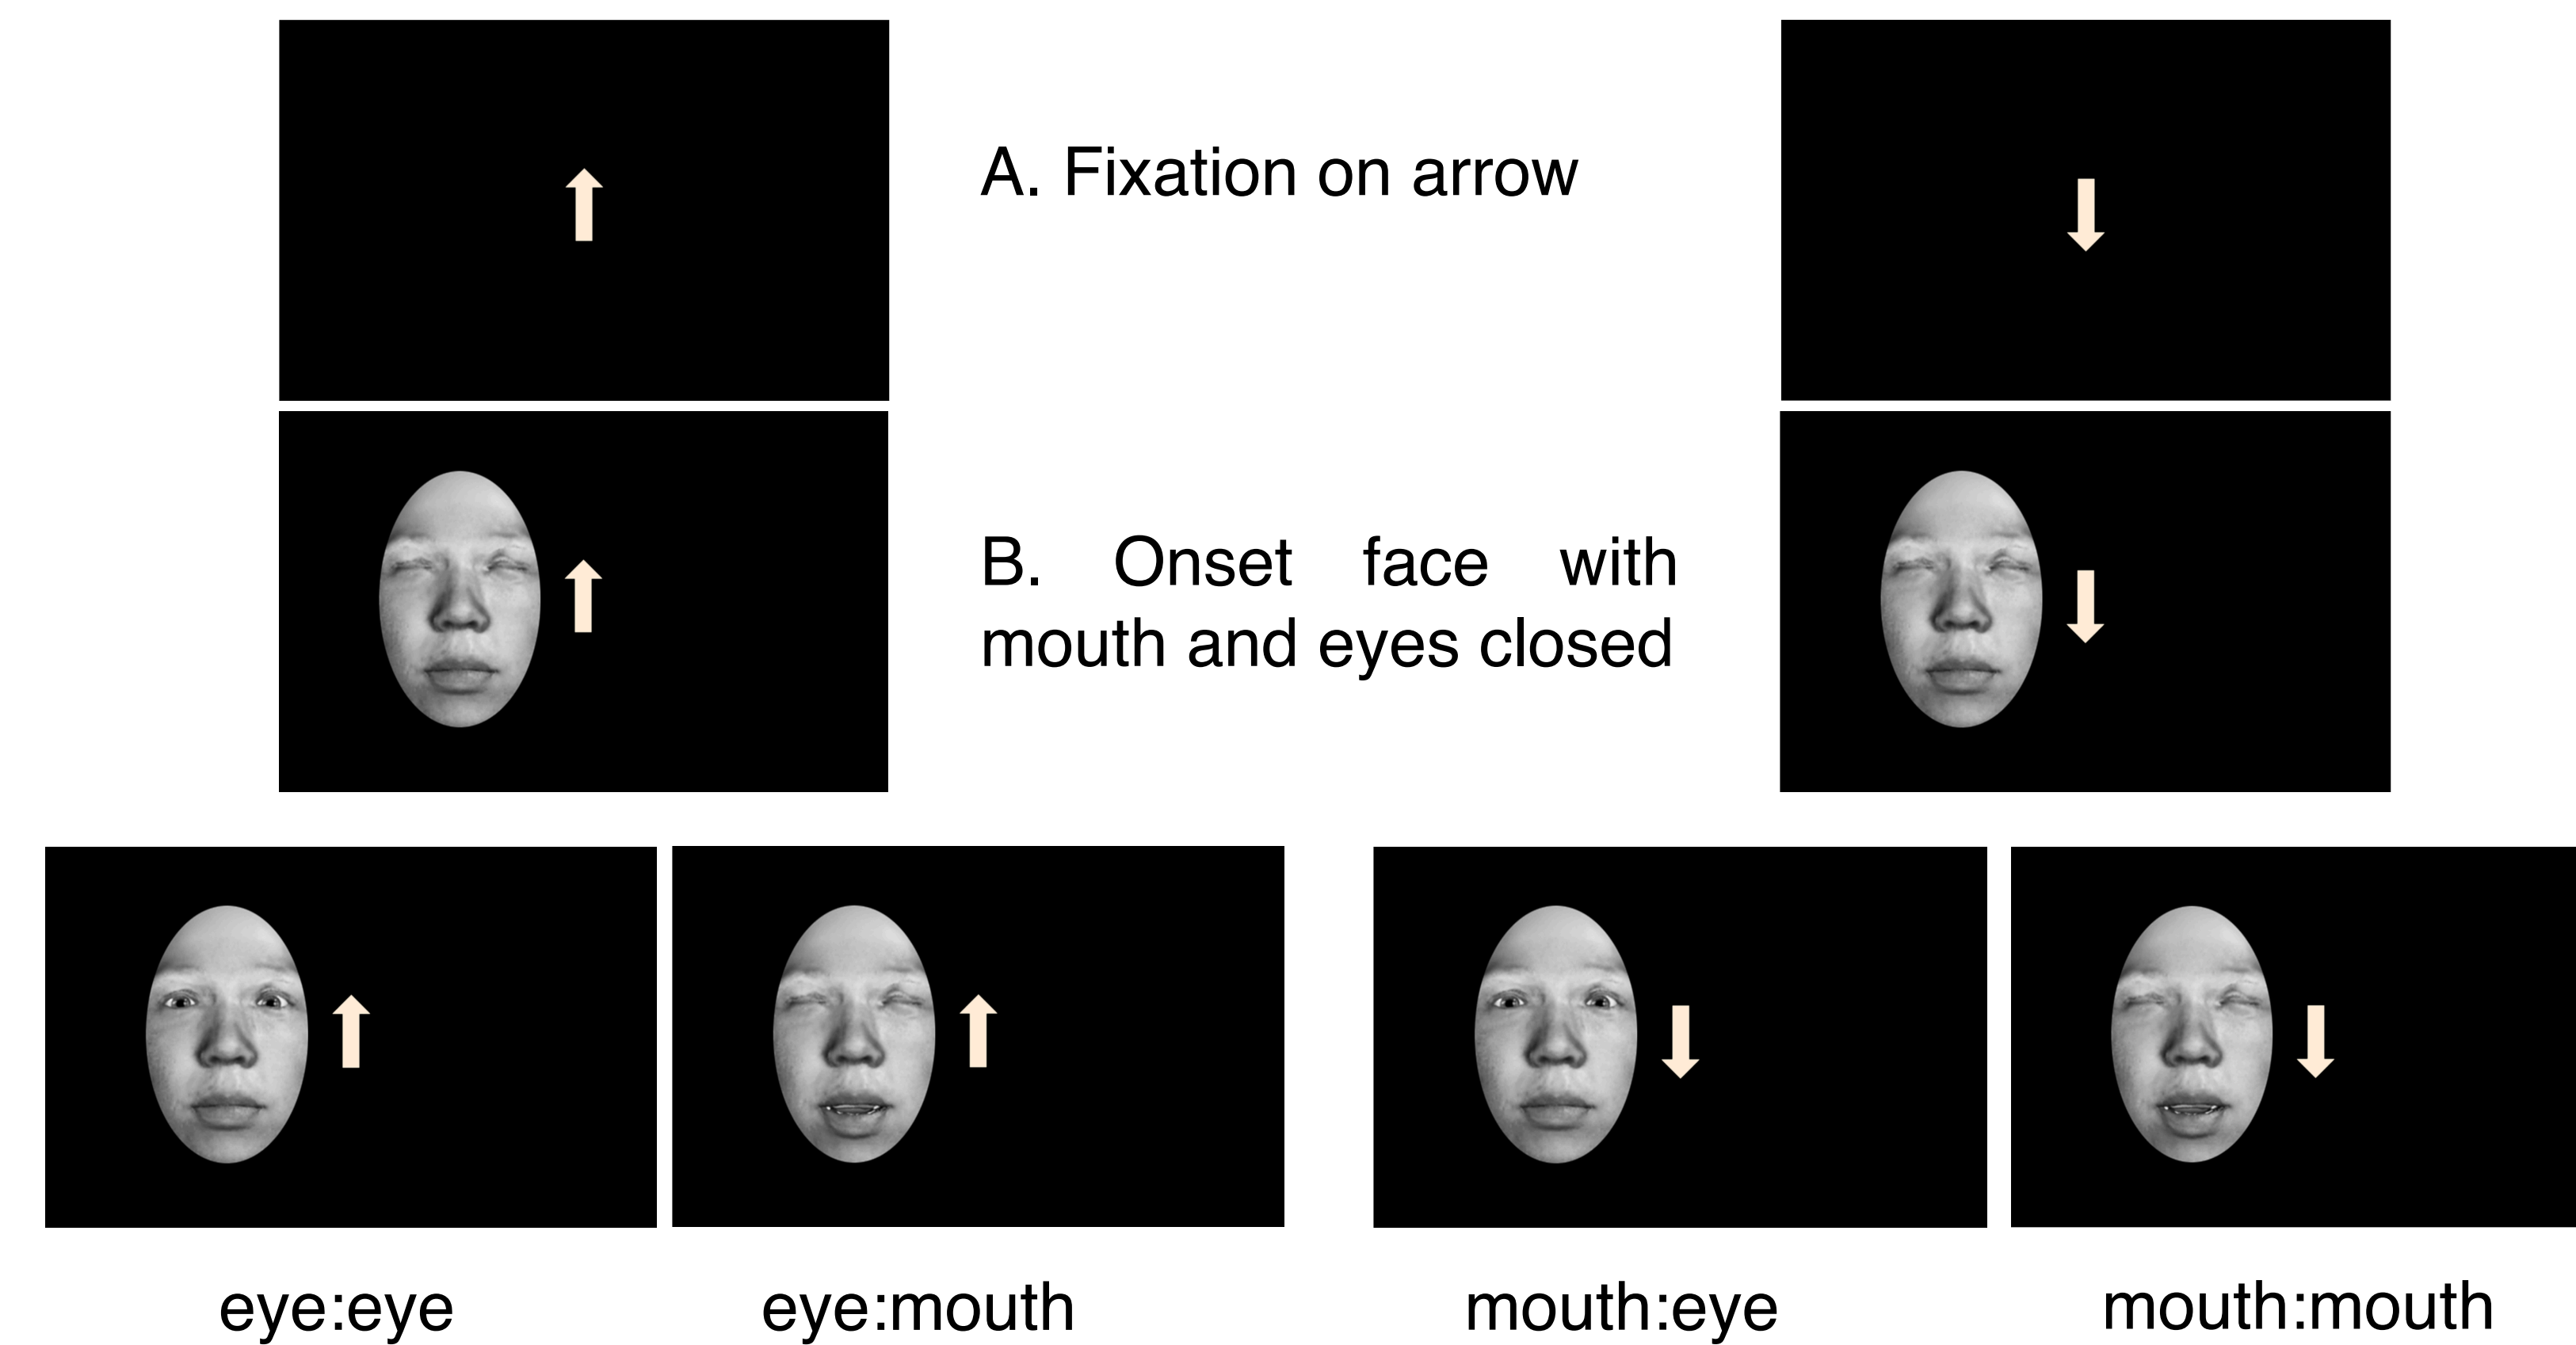 A. Fixation on arrow
B. Onset face with
mouth and eyes closed
eye:eye
eye:mouth
mouth:eye
mouth:mouth